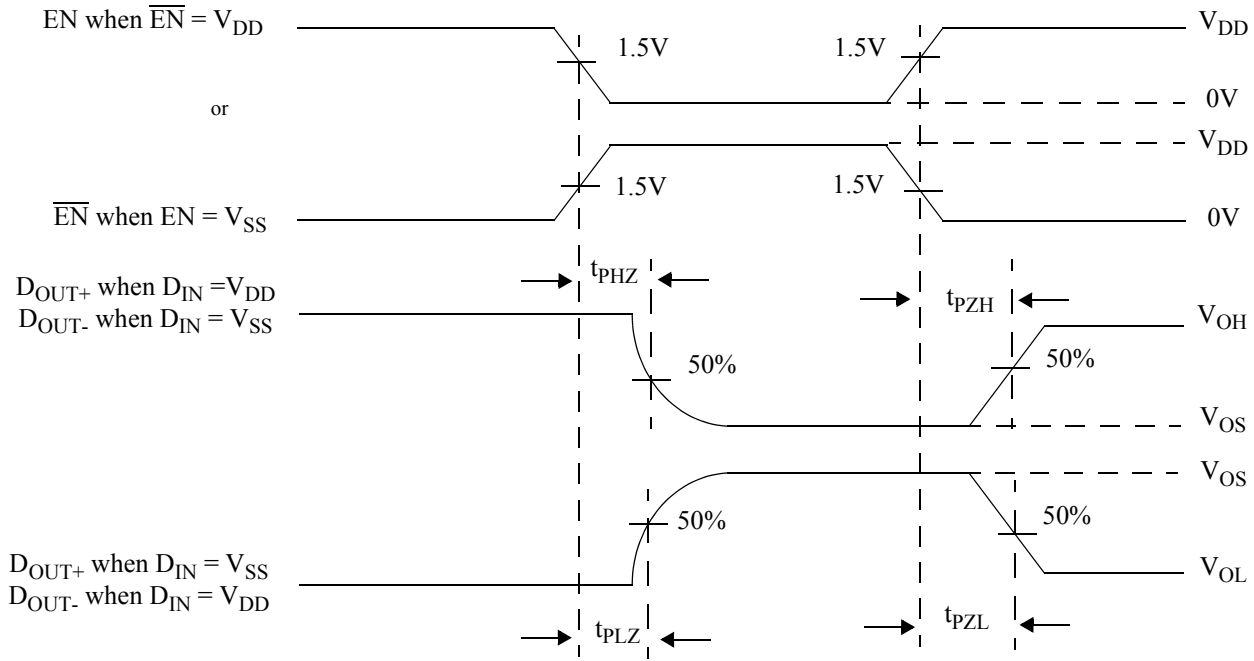 EN when E̅N̅ = VDD
1.5V
1.5V
VDD
or
0V
VDD
1.5V
1.5V
E̅N̅ when EN = VSS
0V
DOUT+ when DIN =VDD
DOUT- when DIN = VSS
tPHZ
tPZH
VOH
50%
50%
VOS
VOS
50%
50%
DOUT+ when DIN = VSS
DOUT- when DIN = VDD
VOL
tPLZ
tPZL